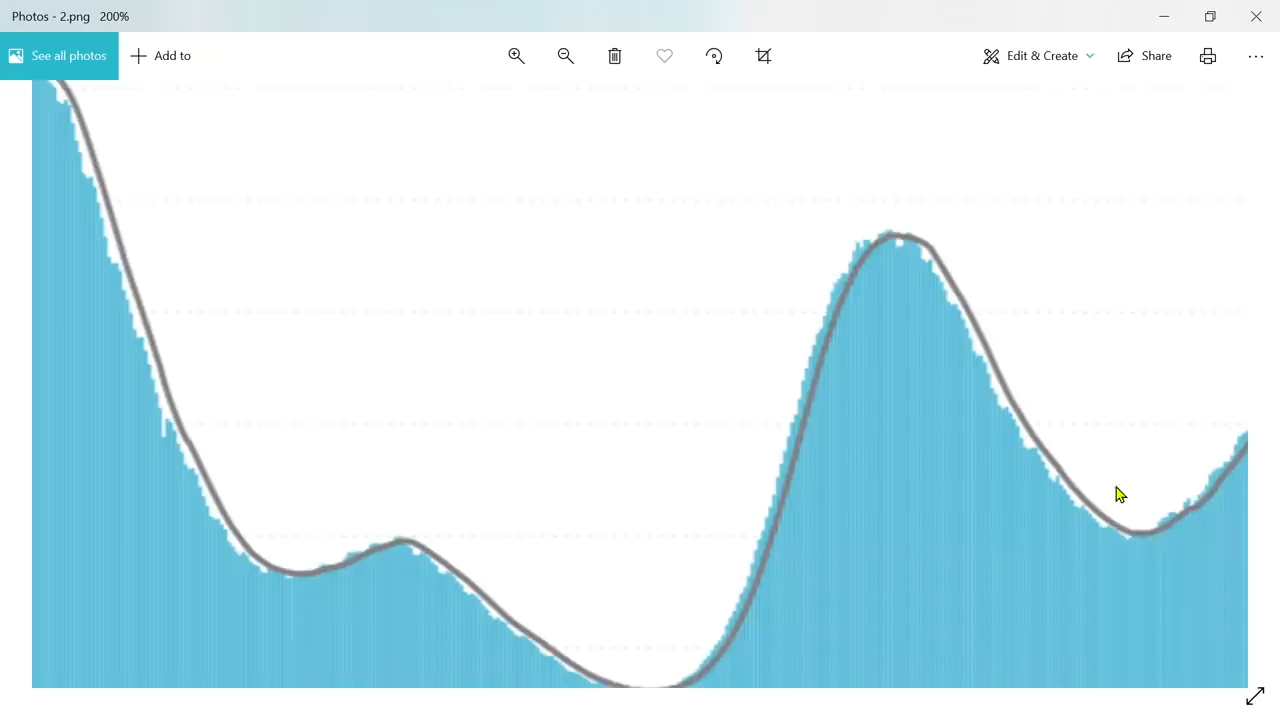 Photos - 2.png 200%
See all photos
Add to
Edit & Create
Share